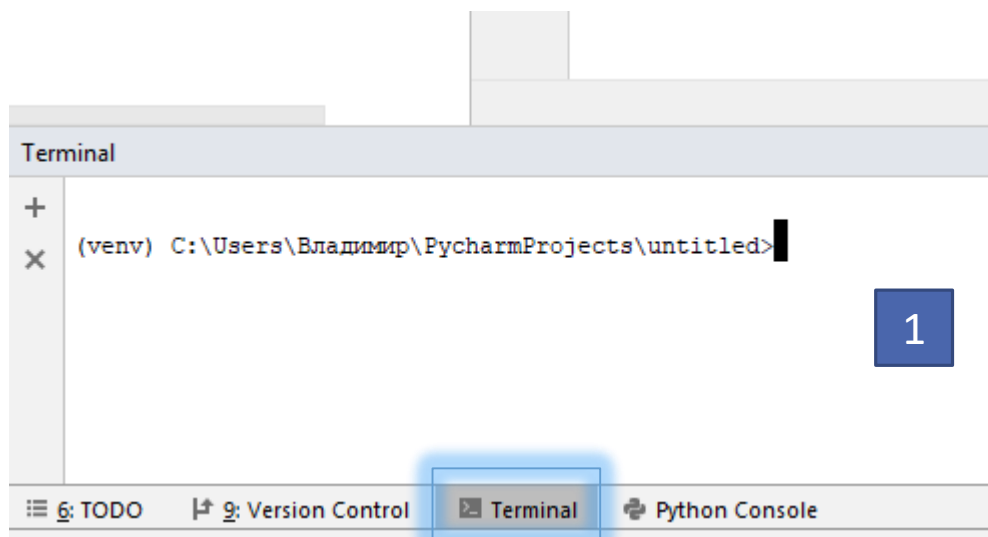 Terminal
(venv) C:\Users\Владимир\PycharmProjects\untitled>
1
6: TODO 9: Version Control Terminal Python Console